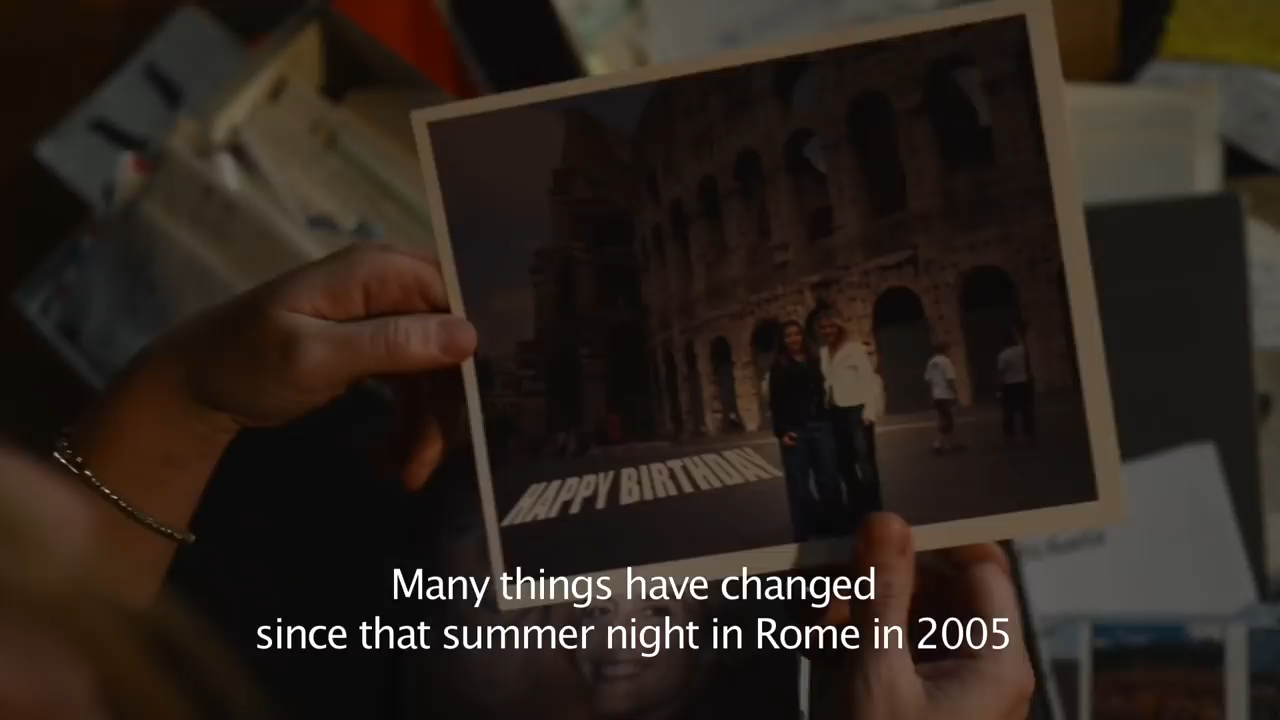 HAPPY BIRTHDAY
Many things have changed
since that summer night in Rome in 2005